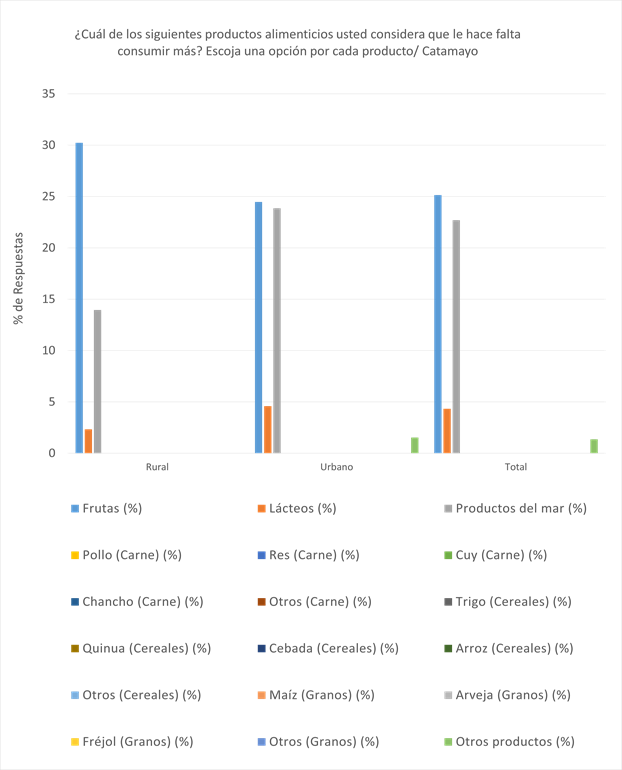 ¿Cuál de los siguientes productos alimenticios usted considera que le hace falta
consumir más? Escoja una opción por cada producto/ Catamayo
% de Respuestas
35
30
25
20
15
10
5
0
Rural Urbano Total
Frutas (%) Lácteos (%) Productos del mar (%)
Pollo (Carne) (%) Res (Carne) (%) Cuy (Carne) (%)
Chancho (Carne) (%) Otros (Carne) (%) Trigo (Cereales) (%)
Quinua (Cereales) (%) Cebada (Cereales) (%) Arroz (Cereales) (%)
Otros (Cereales) (%) Maíz (Granos) (%) Arveja (Granos) (%)
Fréjol (Granos) (%) Otros (Granos) (%) Otros productos (%)